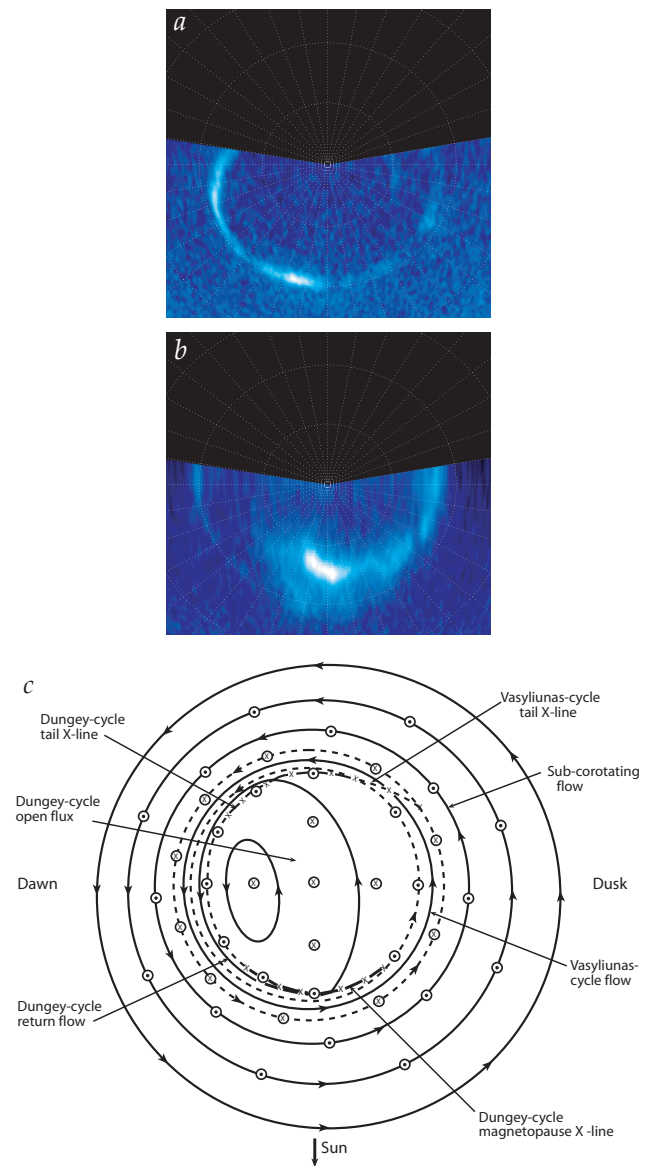 a
b
c
Dungey-cycle
tail X-line
Vasyliunas-cycle
tail X-line
Sub-corotating
flow
Dungey-cycle
open flux
Dawn
Dusk
Vasyliunas-
cycle flow
Dungey-cycle
return flow
Dungey-cycle
magnetopause X -line
Sun